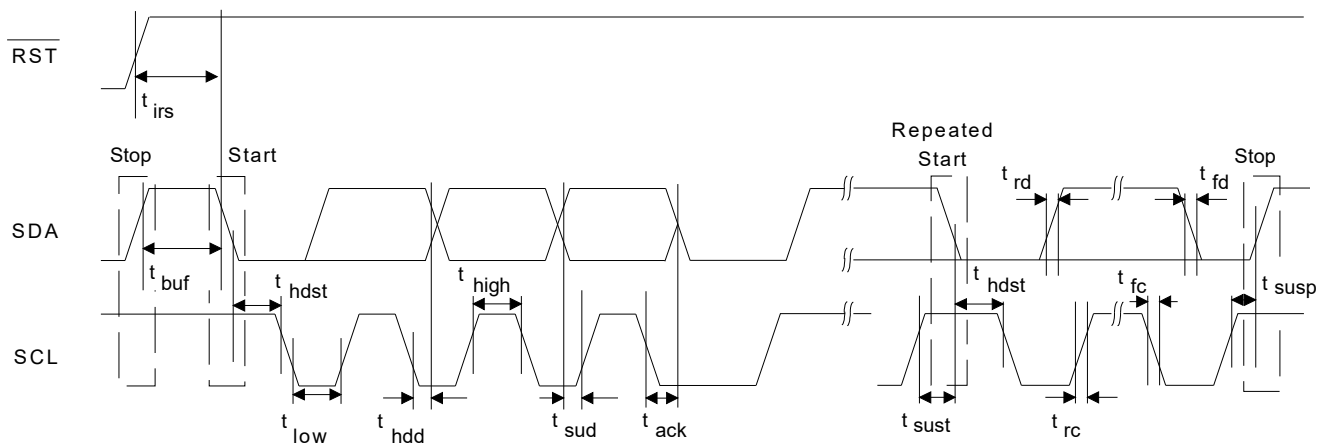 RST
t irs
Repeated
Stop Start Start Stop
t rd t fd
SDA
t buf t hdst t high t hdst t fc t susp
SCL
t low t hdd t sud t ack t sust t rc